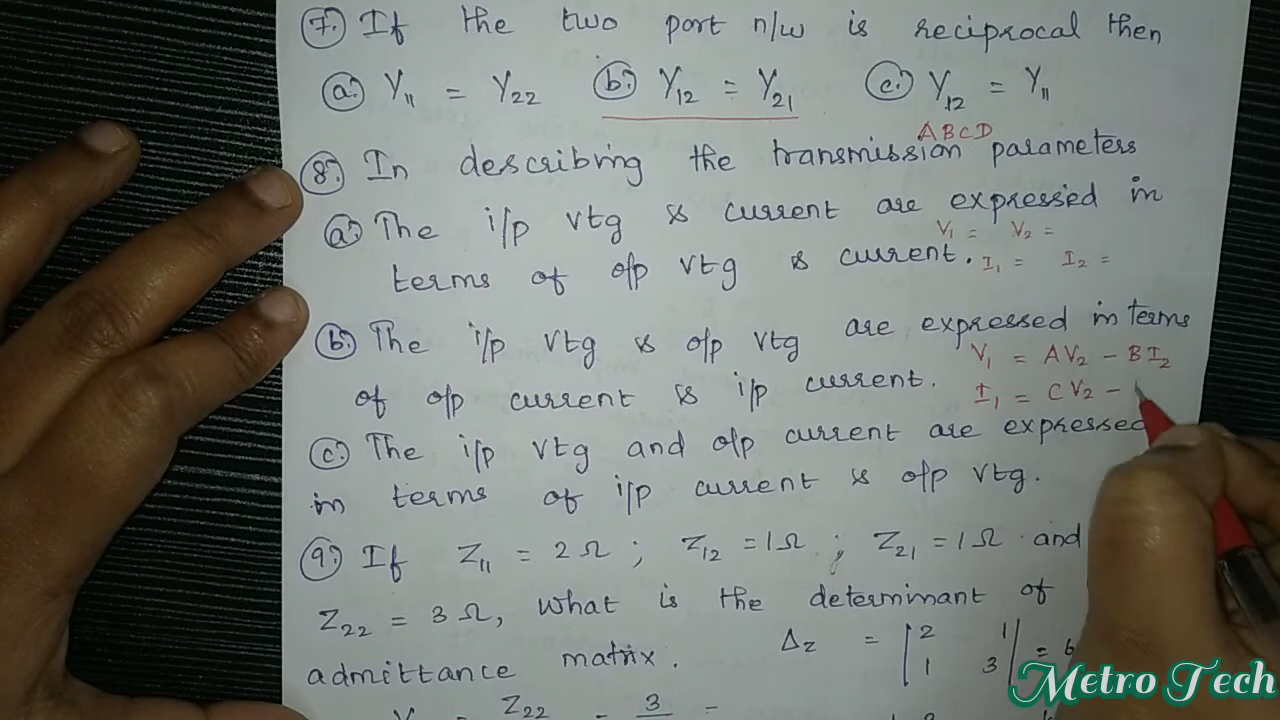 7. If the two port n/w is reciprocal then
a. Y11 = Y22 b. Y12 = Y21 c. Y12 = Y11
ABCD
8. In describing the transmission parameters
a. The i/p vtg & current are expressed in
V1 = V2 =
terms of o/p vtg & current. I1 = I2 =
b. The i/p vtg & o/p vtg are expressed in terms
V1 = AV2 - BI2
of o/p current & i/p current. I1 = CV2 -
c. The i/p vtg and o/p current are expressed
in terms of i/p current & o/p vtg.
9. If Z11 = 2Ω ; Z12 = 1Ω ; Z21 = 1Ω and
Z22 = 3Ω, what is the determinant of
admittance matrix. Δz = |2 1| = 6
|1 3|
Z22 = 3 =
Metro Tech